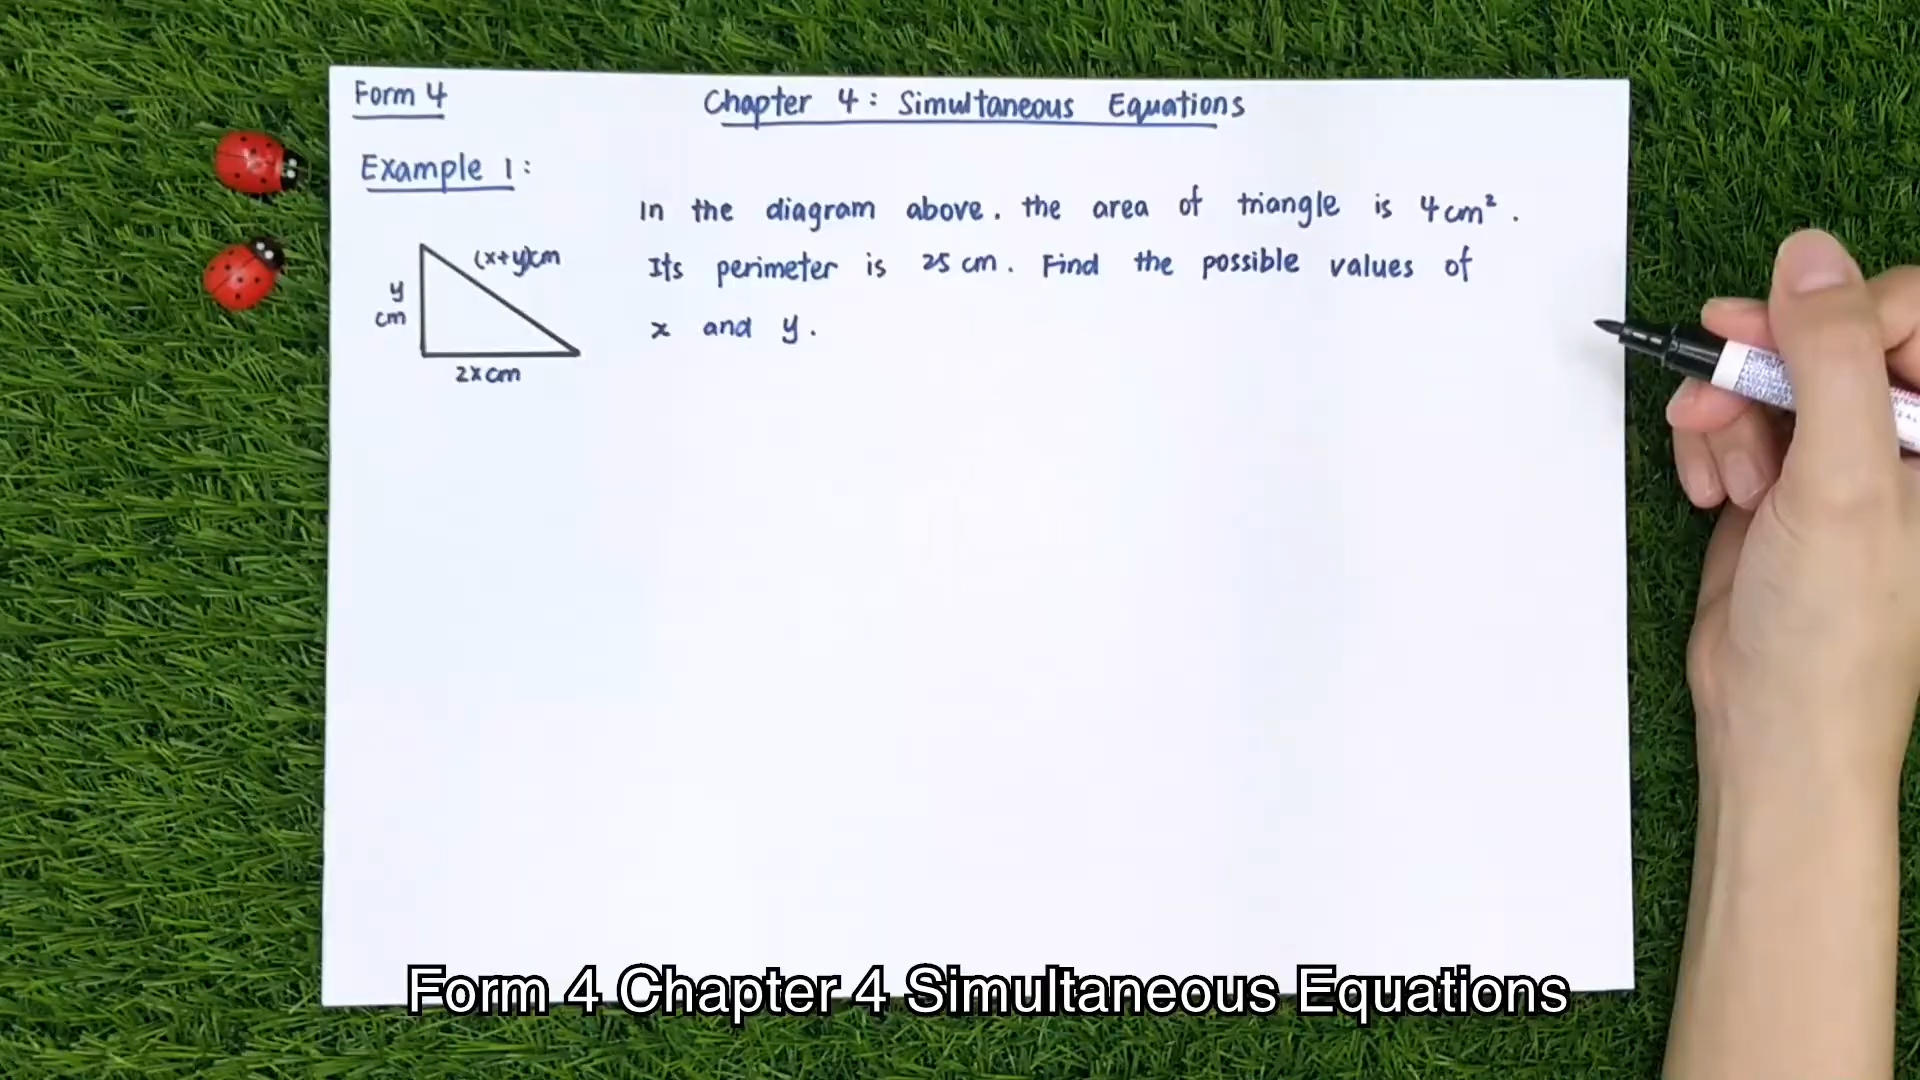 Form 4
Chapter 4 : Simultaneous Equations
Example 1 :
In the diagram above. the area of triangle is 4 cm².
Its perimeter is 25 cm. Find the possible values of
x and y.
(x+y)cm
y
cm
2x cm
Form 4 Chapter 4 Simultaneous Equations